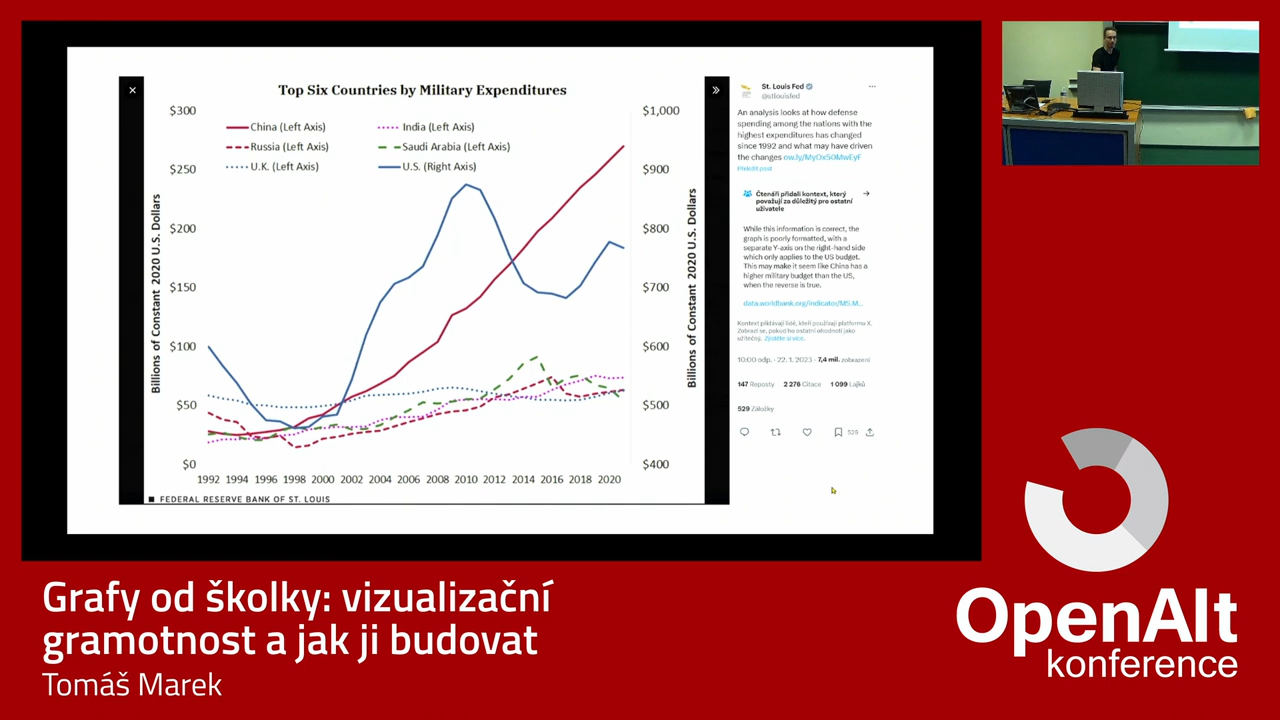 Top Six Countries by Military Expenditures
China (Left Axis)
India (Left Axis)
Russia (Left Axis)
Saudi Arabia (Left Axis)
U.K. (Left Axis)
U.S. (Right Axis)
$300
$250
$200
$150
$100
$50
$0
Billions of Constant 2020 U.S. Dollars
$1,000
$900
$800
$700
$600
$500
$400
Billions of Constant 2020 U.S. Dollars
1992 1994 1996 1998 2000 2002 2004 2006 2008 2010 2012 2014 2016 2018 2020
FEDERAL RESERVE BANK OF ST. LOUIS
St. Louis Fed
@stlouisfed
An analysis looks at how defense
spending among the nations with the
highest expenditures has changed
since 1992 and what may have driven
the changes ow.ly/MyOx50MwEyF
Přeložit post
Čtenáři přidali kontext, který
považují za důležitý pro ostatní
uživatele
While this information is correct, the
graph is poorly formatted, with a
separate Y-axis on the right-hand side
which only applies to the US budget.
This may make it seem like China has a
higher military budget than the US,
when the reverse is true.
data.worldbank.org/indicator/MS.M...
Kontext přidávají lidé, kteří používají platformu X.
Zobrazí se, pokud ho ostatní ohodnotí jako
užitečný. Zjistěte si více.
10:00 odp. · 22. 1. 2023 · 7,4 mil. zobrazení
147 Reposty 2 276 Citace 1 099 Lajků
529 Záložky
529
Grafy od školky: vizualizační
gramotnost a jak ji budovat
Tomáš Marek
OpenAlt
konference